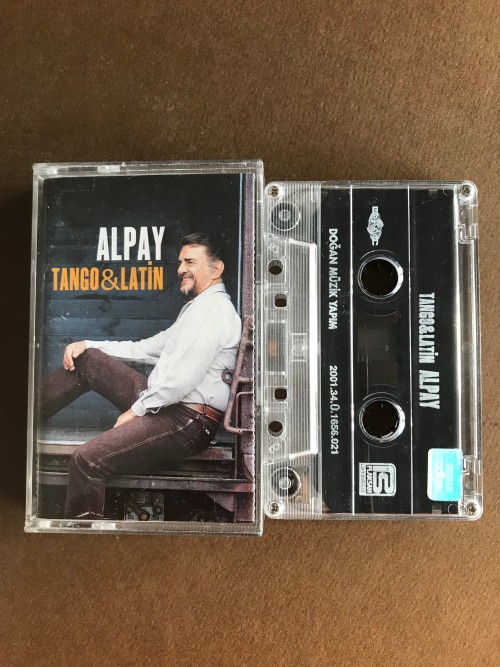 ALPAY
TANGO&LATİN
DOĞAN MÜZİK YAPIM
2001.34.Ü.1656.021
TANGO&LATİN ALPAY
S